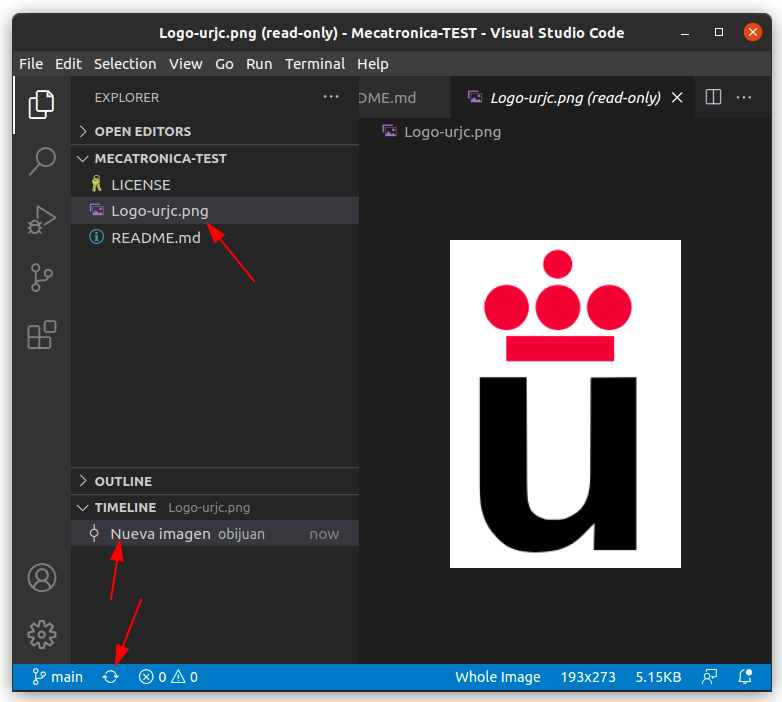 Logo-urjc.png (read-only) - Mecatronica-TEST - Visual Studio Code
File Edit Selection View Go Run Terminal Help
EXPLORER
OPEN EDITORS
MECATRONICA-TEST
LICENSE
Logo-urjc.png
README.md
OUTLINE
TIMELINE Logo-urjc.png
Nueva imagen obijuan now
DME.md Logo-urjc.png (read-only)
Logo-urjc.png
u
main 0 0 Whole Image 193x273 5.15KB